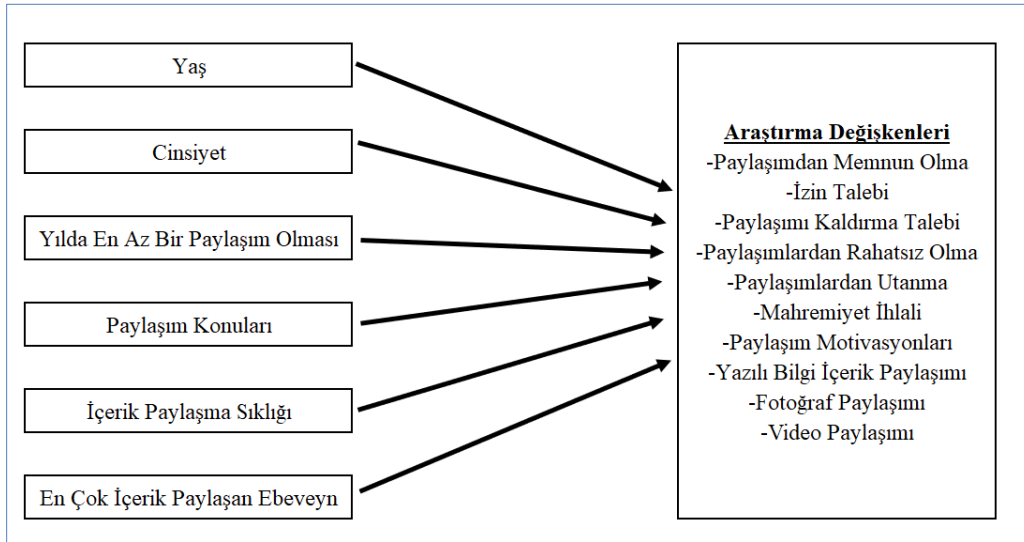 Yaş
Cinsiyet
Yılda En Az Bir Paylaşım Olması
Paylaşım Konuları
İçerik Paylaşma Sıklığı
En Çok İçerik Paylaşan Ebeveyn
Araştırma Değişkenleri
-Paylaşımdan Memnun Olma
-İzin Talebi
-Paylaşımı Kaldırma Talebi
-Paylaşımlardan Rahatsız Olma
-Paylaşımlardan Utanma
-Mahremiyet İhlali
-Paylaşım Motivasyonları
-Yazılı Bilgi İçerik Paylaşımı
-Fotoğraf Paylaşımı
-Video Paylaşımı